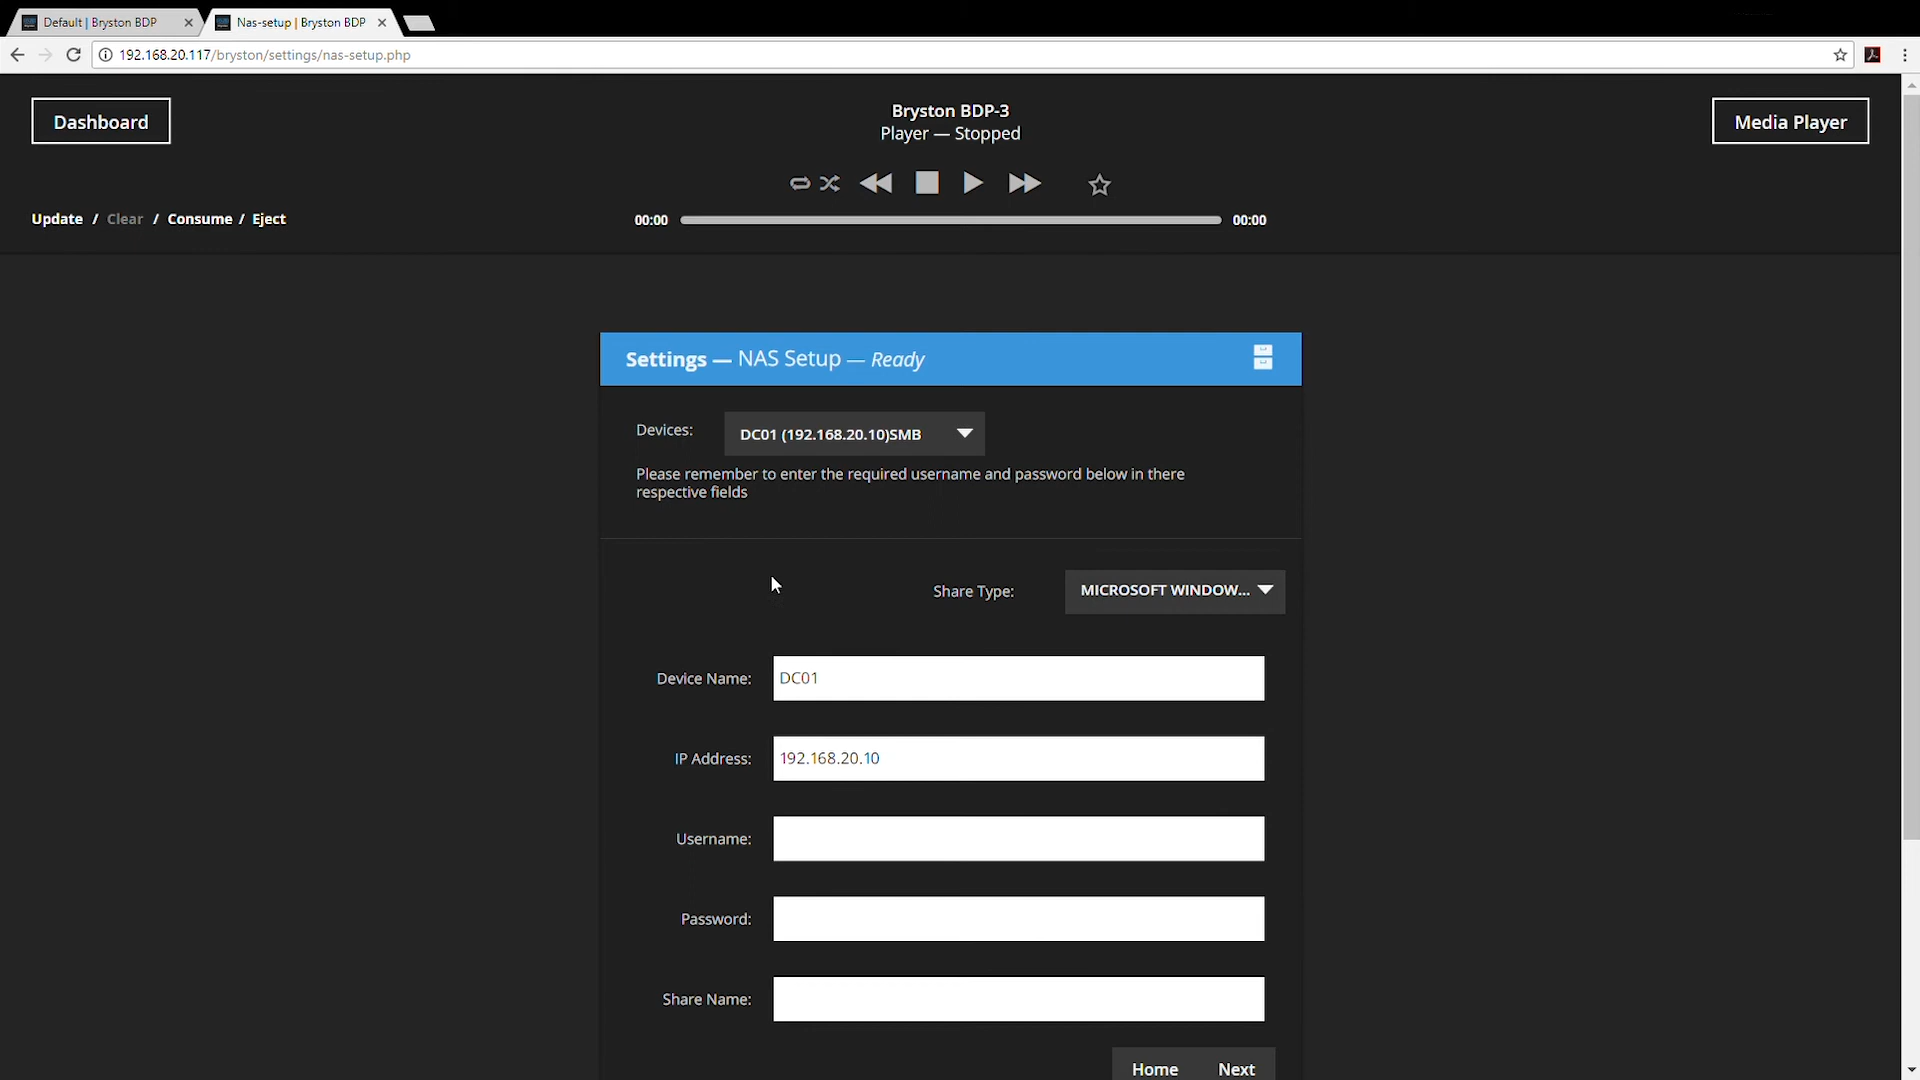 Default | Bryston BDP
Nas-setup | Bryston BDP
192.168.20.117/bryston/settings/nas-setup.php
Dashboard
Bryston BDP-3
Player — Stopped
Media Player
Update / Clear / Consume / Eject
00:00
00:00
Settings — NAS Setup — Ready
Devices:
DC01 (192.168.20.10)SMB
Please remember to enter the required username and password below in there
respective fields
Share Type:
MICROSOFT WINDOW...
Device Name:
DC01
IP Address:
192.168.20.10
Username:
Password:
Share Name:
Home
Next